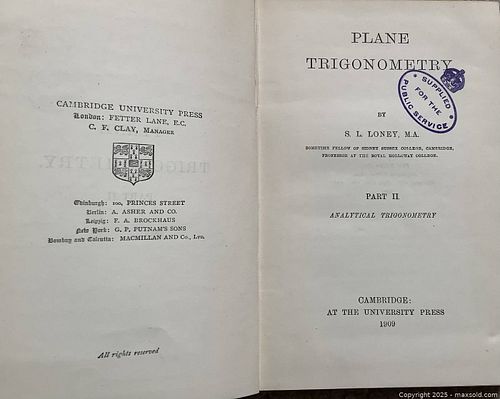 CAMBRIDGE UNIVERSITY PRESS
London: FETTER LANE, E.C.
C. F. CLAY, MANAGER
Edinburgh: 100, PRINCES STREET
Berlin: A. ASHER AND CO.
Leipzig: F. A. BROCKHAUS
New York: G. P. PUTNAM'S SONS
Bombay and Calcutta: MACMILLAN AND CO., LTD.
All rights reserved
PLANE
TRIGONOMETRY
SUPPLIED
FOR THE
PUBLIC SERVICE
BY
S. L. LONEY, M.A.
SOMETIME FELLOW OF SIDNEY SUSSEX COLLEGE, CAMBRIDGE,
PROFESSOR AT THE ROYAL HOLLOWAY COLLEGE.
PART II.
ANALYTICAL TRIGONOMETRY
CAMBRIDGE:
AT THE UNIVERSITY PRESS
1909
Copyright 2025 - maxsold.com